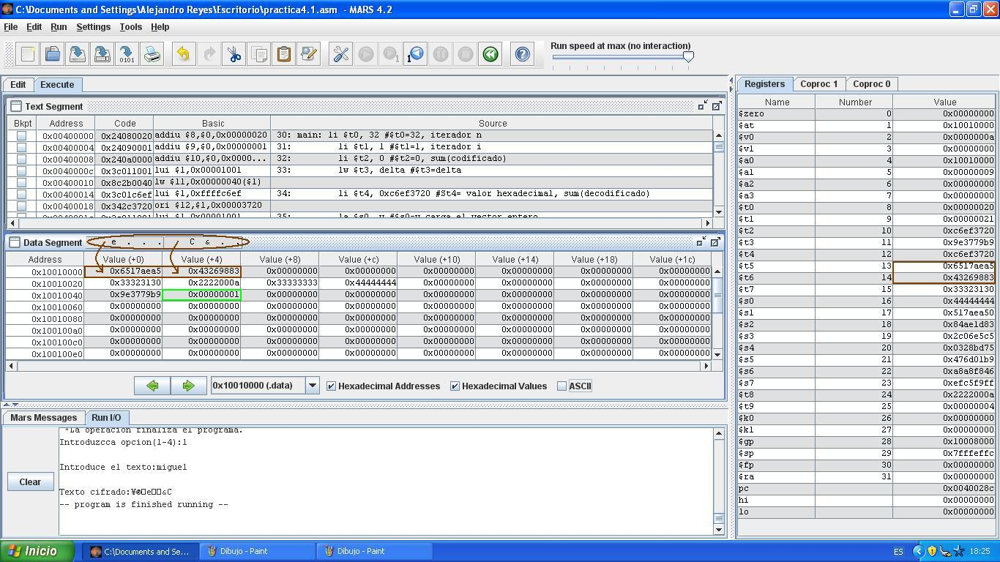 C:\Documents and Settings\Alejandro Reyes\Escritorio\practica4.1.asm - MARS 4.2
File Edit Run Settings Tools Help
Run speed at max (no interaction)
Edit Execute
Text Segment
Bkpt Address Code Basic Source
0x00400000 0x24080020 addiu $8,$0,0x00000020 30: main: li $t0, 32 #$t0=32, iterador n
0x00400004 0x24090001 addiu $9,$0,0x00000001 31: li $t1, 1 #$t1=1, iterador i
0x00400008 0x240a0000 addiu $10,$0,0x0000... 32: li $t2, 0 #$t2=0, sum(codificado)
0x0040000c 0x3c011001 lui $1,0x00001001 33: lw $t3, delta #$t3=delta
0x00400010 0x8c2b0040 lw $11,0x00000040($1)
0x00400014 0x3c01c6ef lui $1,0xffffc6ef 34: li $t4, 0xc6ef3720 #St4= valor hexadecimal, sum(decodificado)
0x00400018 0x342c3720 ori $12,$1,0x00003720
lui $1,0x00001001 35: la $s0, v #$s0=v carga el vector entero
Data Segment e . . . C & . .
Address Value (+0) Value (+4) Value (+8) Value (+c) Value (+10) Value (+14) Value (+18) Value (+1c)
0x10010000 0x6517aea5 0x43269883 0x00000000 0x00000000 0x00000000 0x00000000 0x00000000 0x00000000
0x10010020 0x33323130 0x2222000a 0x33333333 0x44444444 0x00000000 0x00000000 0x00000000 0x00000000
0x10010040 0x9e3779b9 0x00000001 0x00000000 0x00000000 0x00000000 0x00000000 0x00000000 0x00000000
0x10010060 0x00000000 0x00000000 0x00000000 0x00000000 0x00000000 0x00000000 0x00000000 0x00000000
0x10010080 0x00000000 0x00000000 0x00000000 0x00000000 0x00000000 0x00000000 0x00000000 0x00000000
0x100100a0 0x00000000 0x00000000 0x00000000 0x00000000 0x00000000 0x00000000 0x00000000 0x00000000
0x100100c0 0x00000000 0x00000000 0x00000000 0x00000000 0x00000000 0x00000000 0x00000000 0x00000000
0x100100e0 0x00000000 0x00000000 0x00000000 0x00000000 0x00000000 0x00000000 0x00000000 0x00000000
0x10010000 (.data) Hexadecimal Addresses Hexadecimal Values ASCII
Mars Messages Run I/O
*La operacion finaliza el programa.
Introduzcca opcion(1-4):1
Introduce el texto:miguel
Clear
Texto cifrado:¥®□e□□&C
-- program is finished running --
Registers Coproc 1 Coproc 0
Name Number Value
$zero 0 0x00000000
$at 1 0x10010000
$v0 2 0x0000000a
$v1 3 0x00000000
$a0 4 0x10010000
$a1 5 0x00000009
$a2 6 0x00000000
$a3 7 0x00000000
$t0 8 0x00000020
$t1 9 0x00000021
$t2 10 0xc6ef3720
$t3 11 0x9e3779b9
$t4 12 0xc6ef3720
$t5 13 0x6517aea5
$t6 14 0x43269883
$t7 15 0x33323130
$s0 16 0x44444444
$s1 17 0x517aea50
$s2 18 0x84ae1d83
$s3 19 0x2c06e5c5
$s4 20 0x0328bd75
$s5 21 0x476d01b9
$s6 22 0xa8a8f846
$s7 23 0xefc5f9ff
$t8 24 0x2222000a
$t9 25 0x00000004
$k0 26 0x00000000
$k1 27 0x00000000
$gp 28 0x10008000
$sp 29 0x7fffeffc
$fp 30 0x00000000
$ra 31 0x00000000
pc 0x0040028c
hi 0x00000000
lo 0x00000000
Inicio C:\Documents and Se... Dibujo - Paint Dibujo - Paint ES 18:25